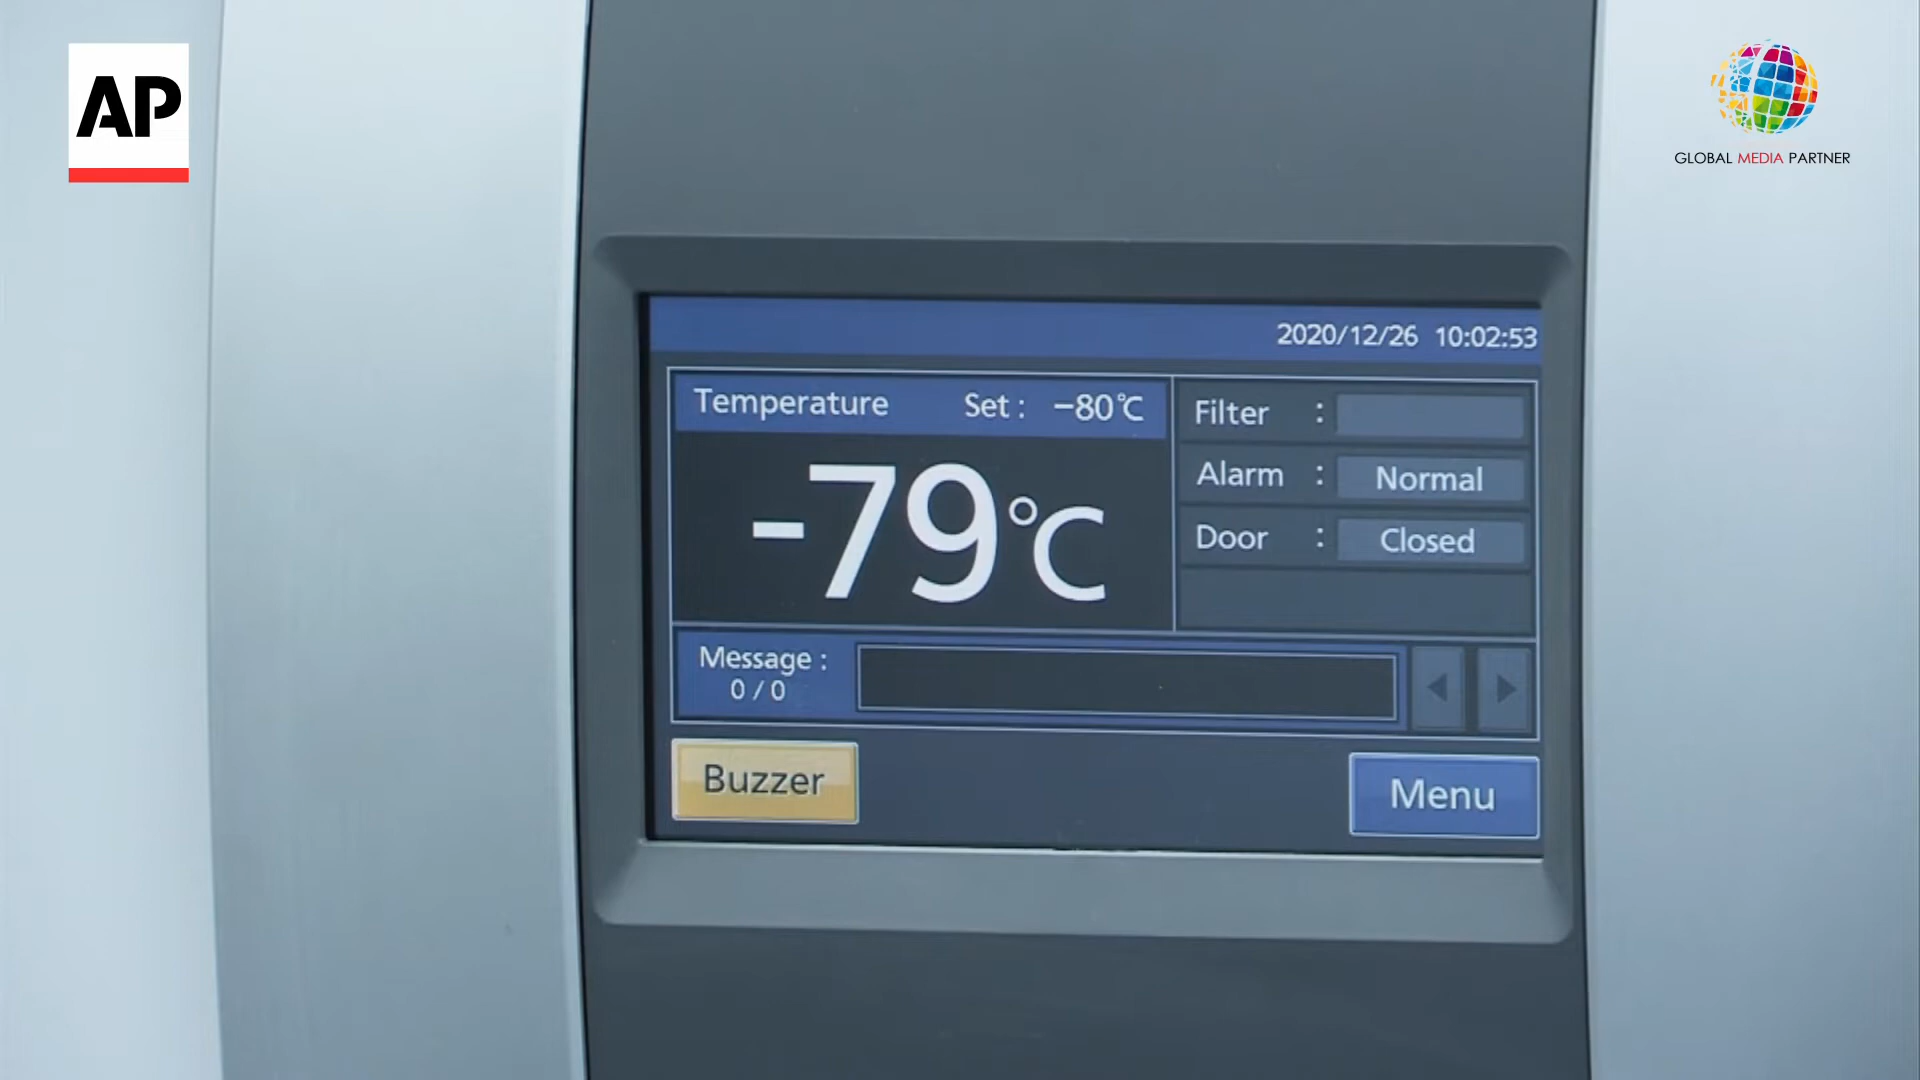 AP
GLOBAL MEDIA PARTNER
2020/12/26 10:02:53
Temperature Set : -80℃
-79℃
Filter :
Alarm : Normal
Door : Closed
Message :
0 / 0
Buzzer
Menu